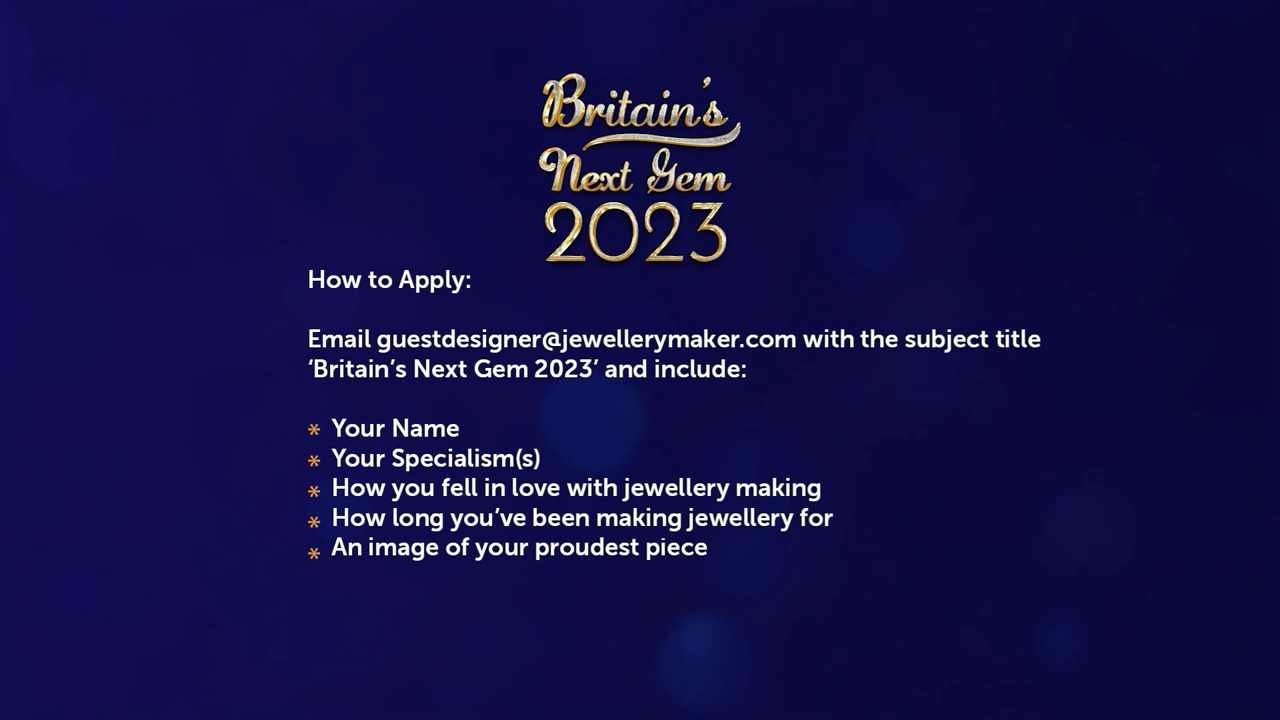 Britain's
Next Gem
2023
How to Apply:
Email guestdesigner@jewellerymaker.com with the subject title
‘Britain’s Next Gem 2023’ and include:
* Your Name
* Your Specialism(s)
* How you fell in love with jewellery making
* How long you’ve been making jewellery for
* An image of your proudest piece